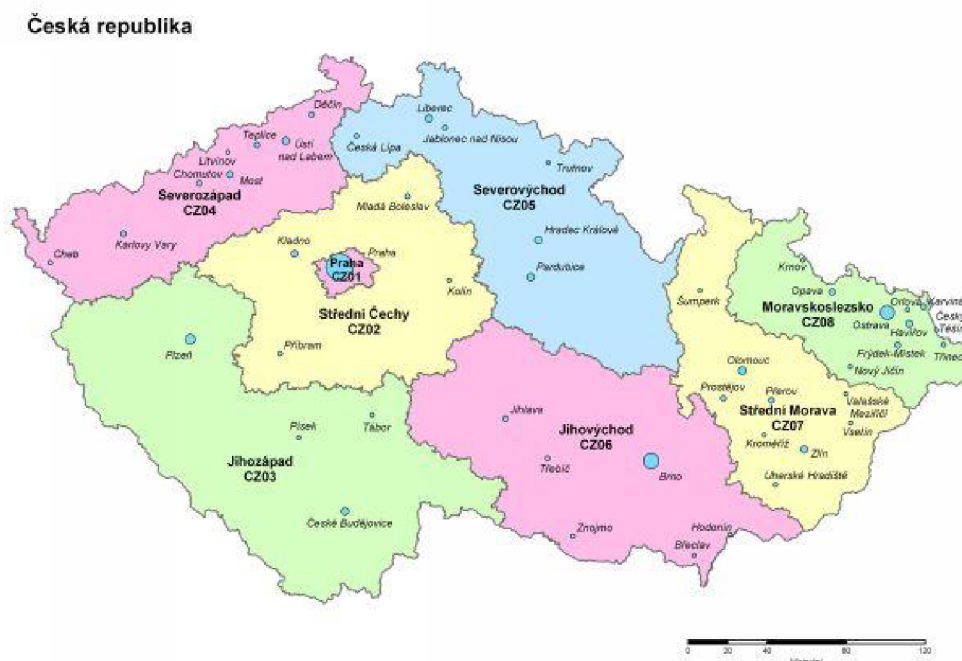 Česká republika
Děčín
Liberec
Teplice
Ústí
nad Labem
Jablonec nad Nisou
Česká Lípa
Litvínov
Trutnov
Chomutov
Most
Severozápad
CZ04
Severovýchod
CZ05
Mladá Boleslav
Karlovy Vary
Hradec Králové
Kladno
Praha
Cheb
Praha
CZ01
Pardubice
Krnov
Kolín
Opava
Šumperk
Orlová
Karviná
Moravskoslezsko
CZ08
Český
Těšín
Střední Čechy
CZ02
Ostrava
Havířov
Frýdek-Místek
Třinec
Plzeň
Příbram
Olomouc
Nový Jičín
Prostějov
Přerov
Valašské
Meziříčí
Střední Morava
CZ07
Jihlava
Tábor
Písek
Jihovýchod
CZ06
Vsetín
Kroměříž
Zlín
Jihozápad
CZ03
Třebíč
Brno
Uherské Hradiště
České Budějovice
Znojmo
Hodonín
Břeclav
0 20 40 80 120